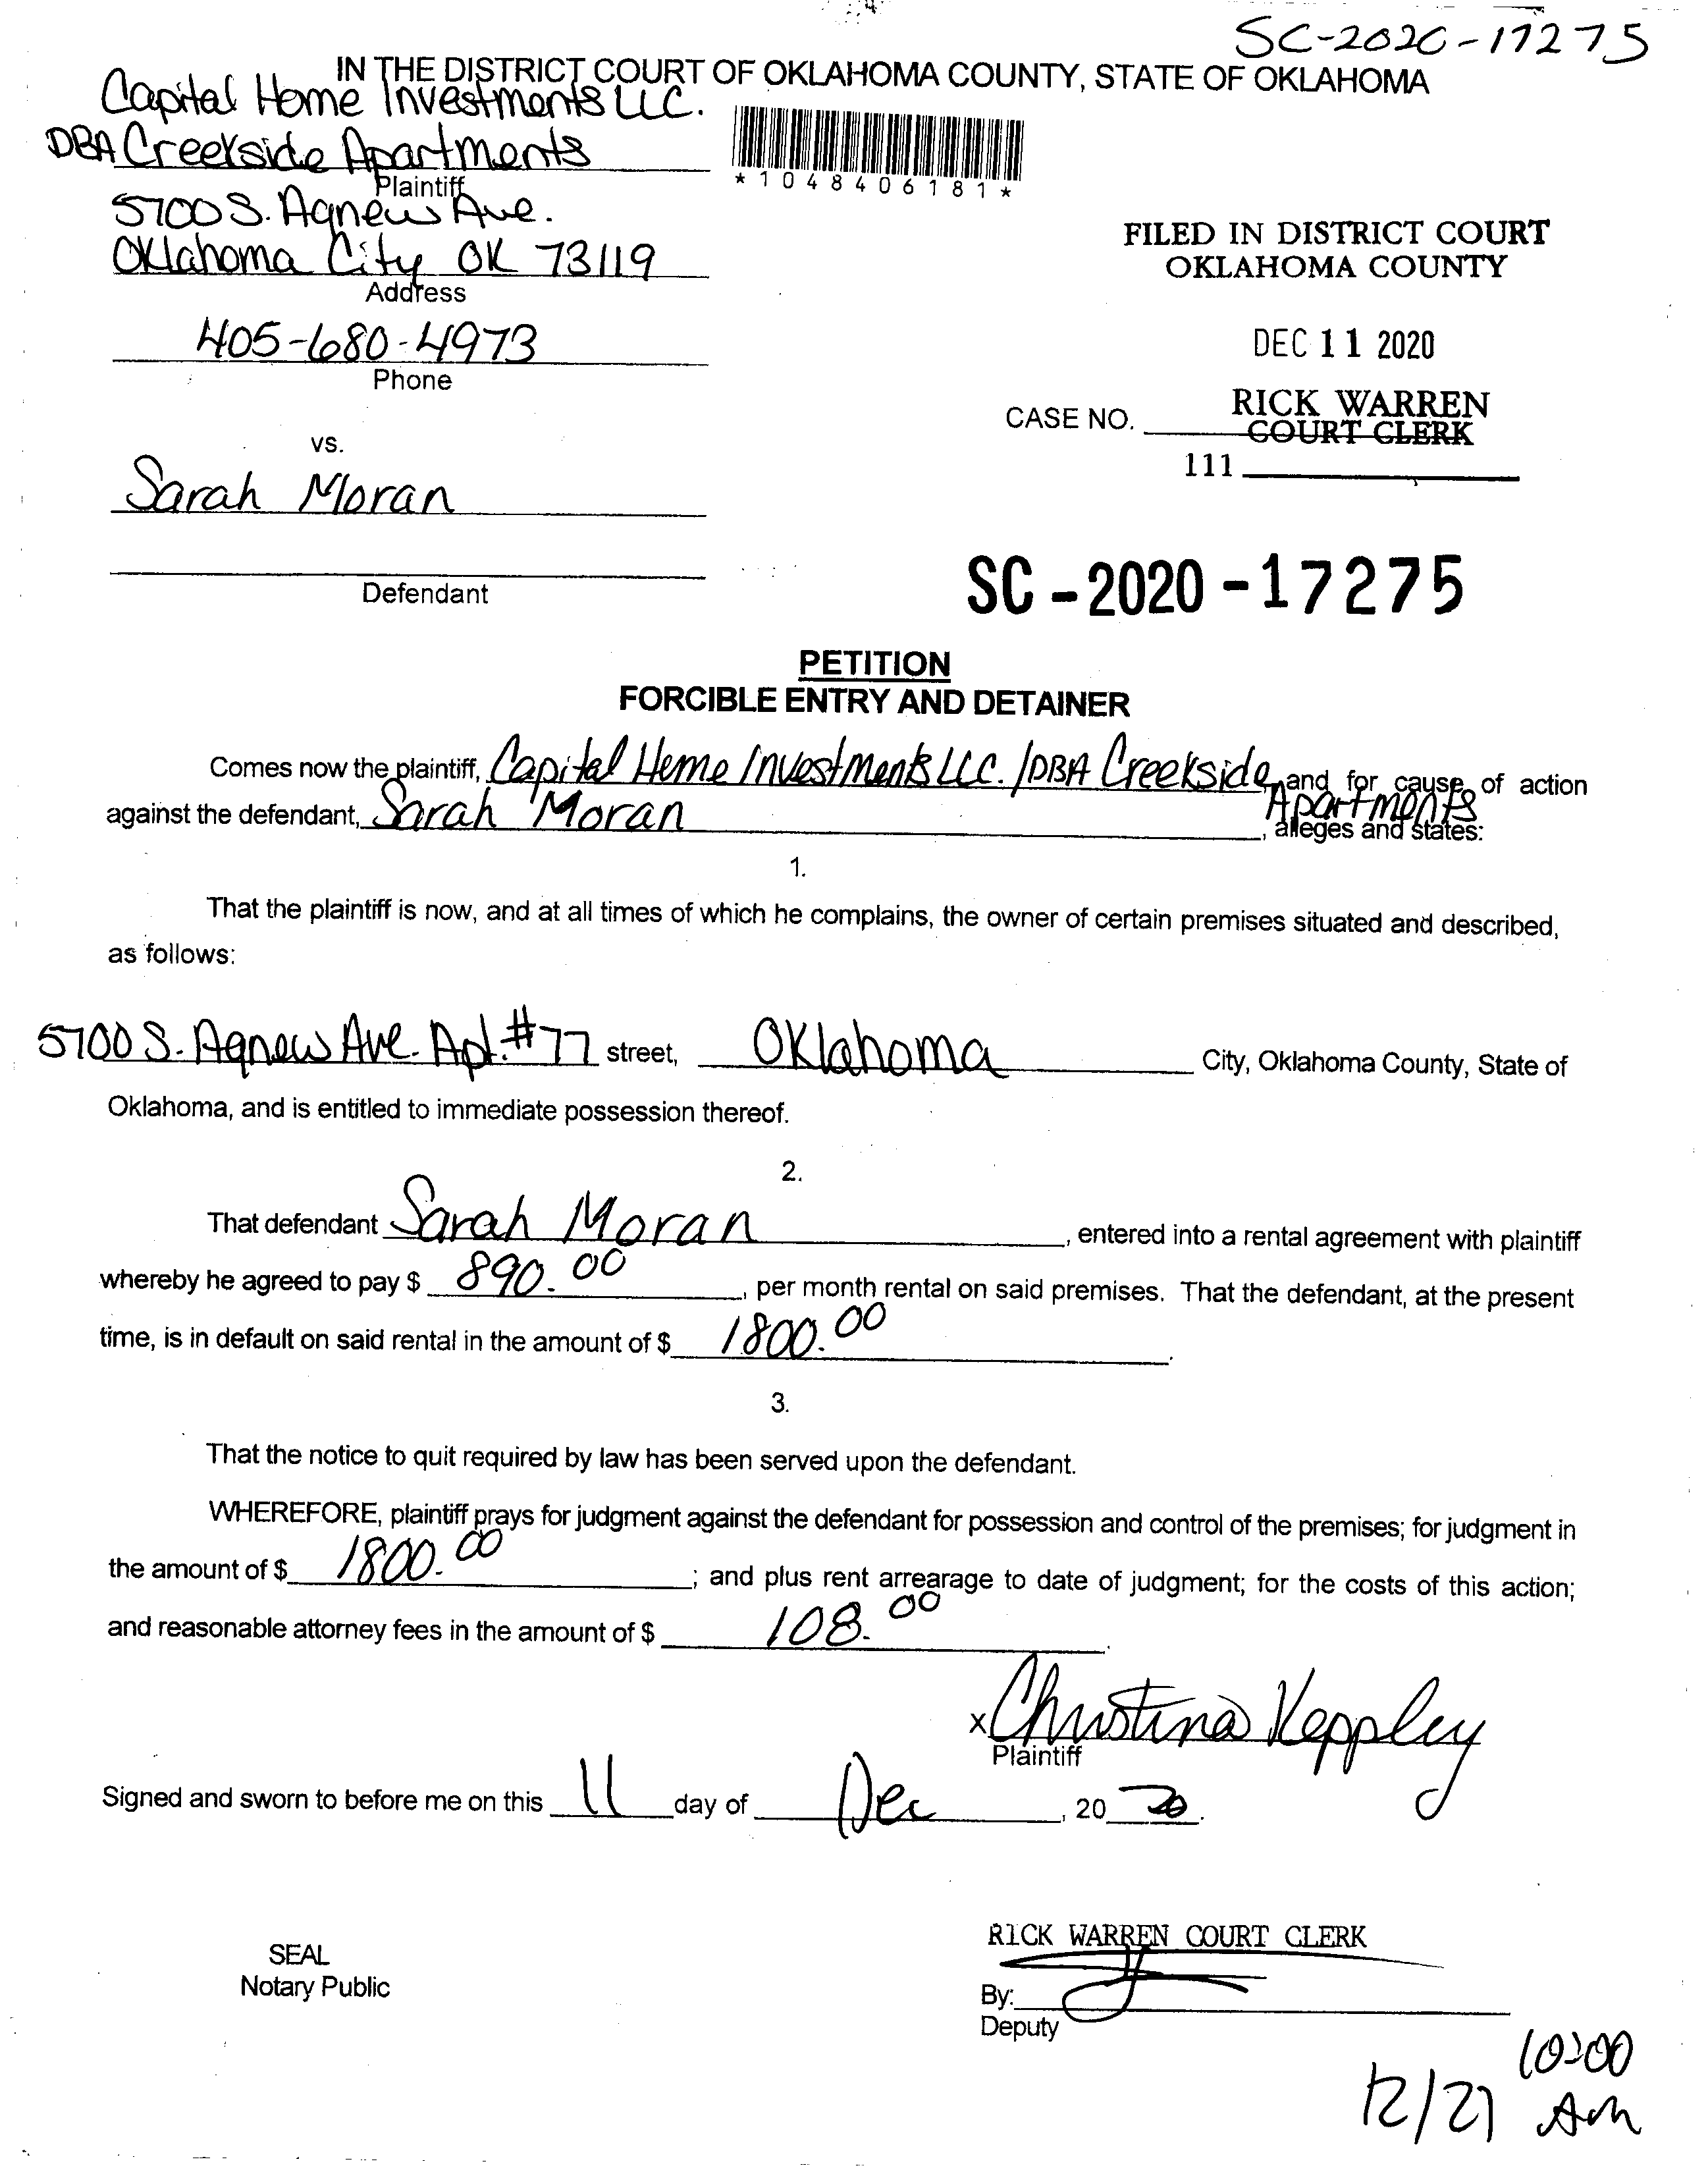 SC-2020-17275
IN THE DISTRICT COURT OF OKLAHOMA COUNTY, STATE OF OKLAHOMA
Capital Home Investments LLC.
DBA Creekside Apartments
Plaintiff
5700 S. Agnew Ave.
Oklahoma City OK 73119
Address
405-680-4973
Phone
*1048406181*
FILED IN DISTRICT COURT
OKLAHOMA COUNTY
DEC 11 2020
RICK WARREN
CASE NO.
COURT CLERK
111
vs.
Sarah Moran
Defendant
SC-2020-17275
PETITION
FORCIBLE ENTRY AND DETAINER
Comes now the plaintiff, Capital Home Investments LLC. /DBA Creekside Apartments, and for cause of action
against the defendant, Sarah Moran, alleges and states:
1.
That the plaintiff is now, and at all times of which he complains, the owner of certain premises situated and described,
as follows:
5700 S. Agnew Ave. Apt. #77 street, Oklahoma City, Oklahoma County, State of
Oklahoma, and is entitled to immediate possession thereof.
2.
That defendant Sarah Moran, entered into a rental agreement with plaintiff
whereby he agreed to pay $ 890.00, per month rental on said premises. That the defendant, at the present
time, is in default on said rental in the amount of $ 1800.00.
3.
That the notice to quit required by law has been served upon the defendant.
WHEREFORE, plaintiff prays for judgment against the defendant for possession and control of the premises; for judgment in
the amount of $ 1800.00; and plus rent arrearage to date of judgment; for the costs of this action;
and reasonable attorney fees in the amount of $ 108.00.
x Christina Keppley
Plaintiff
Signed and sworn to before me on this 11 day of Dec, 20 20.
SEAL
Notary Public
RICK WARREN COURT CLERK
By:
Deputy
10:00
12/21 Am